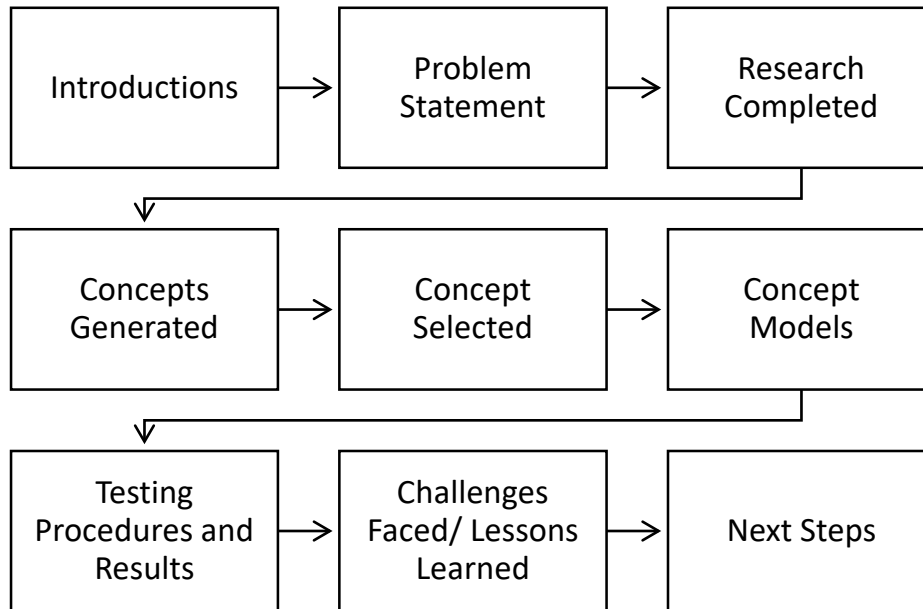 Introductions
Problem
Statement
Research
Completed
Concepts
Generated
Concept
Selected
Concept
Models
Testing
Procedures and
Results
Challenges
Faced/ Lessons
Learned
Next Steps